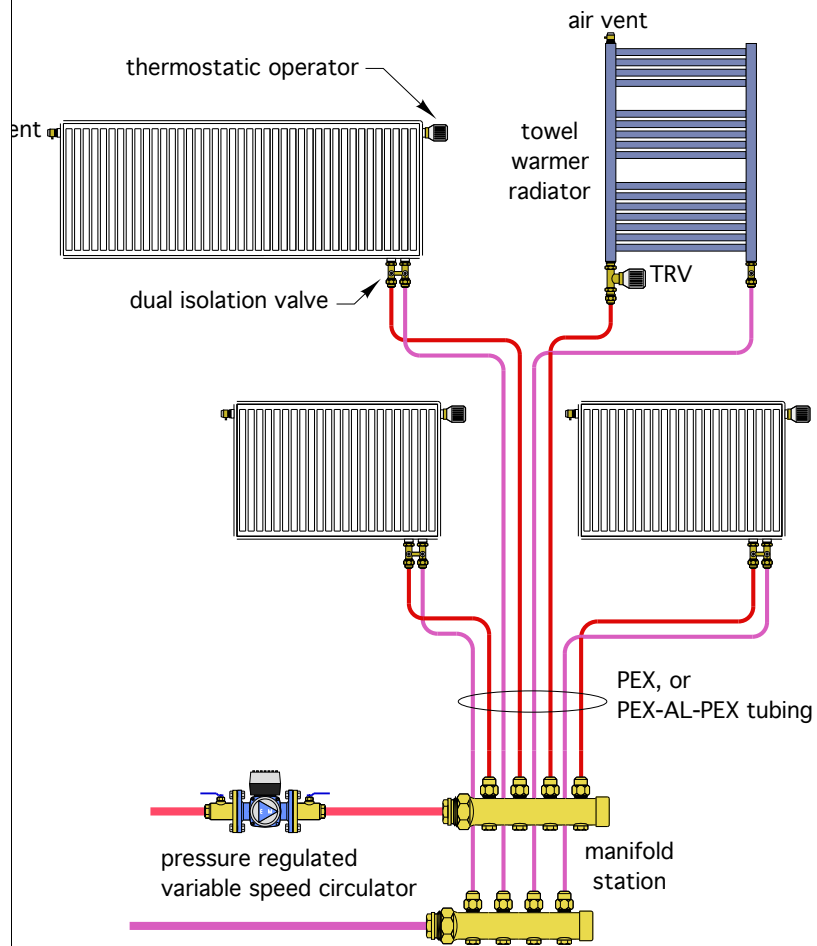 air vent
thermostatic operator
ent
towel
warmer
radiator
TRV
dual isolation valve
PEX, or
PEX-AL-PEX tubing
pressure regulated
variable speed circulator
manifold
station